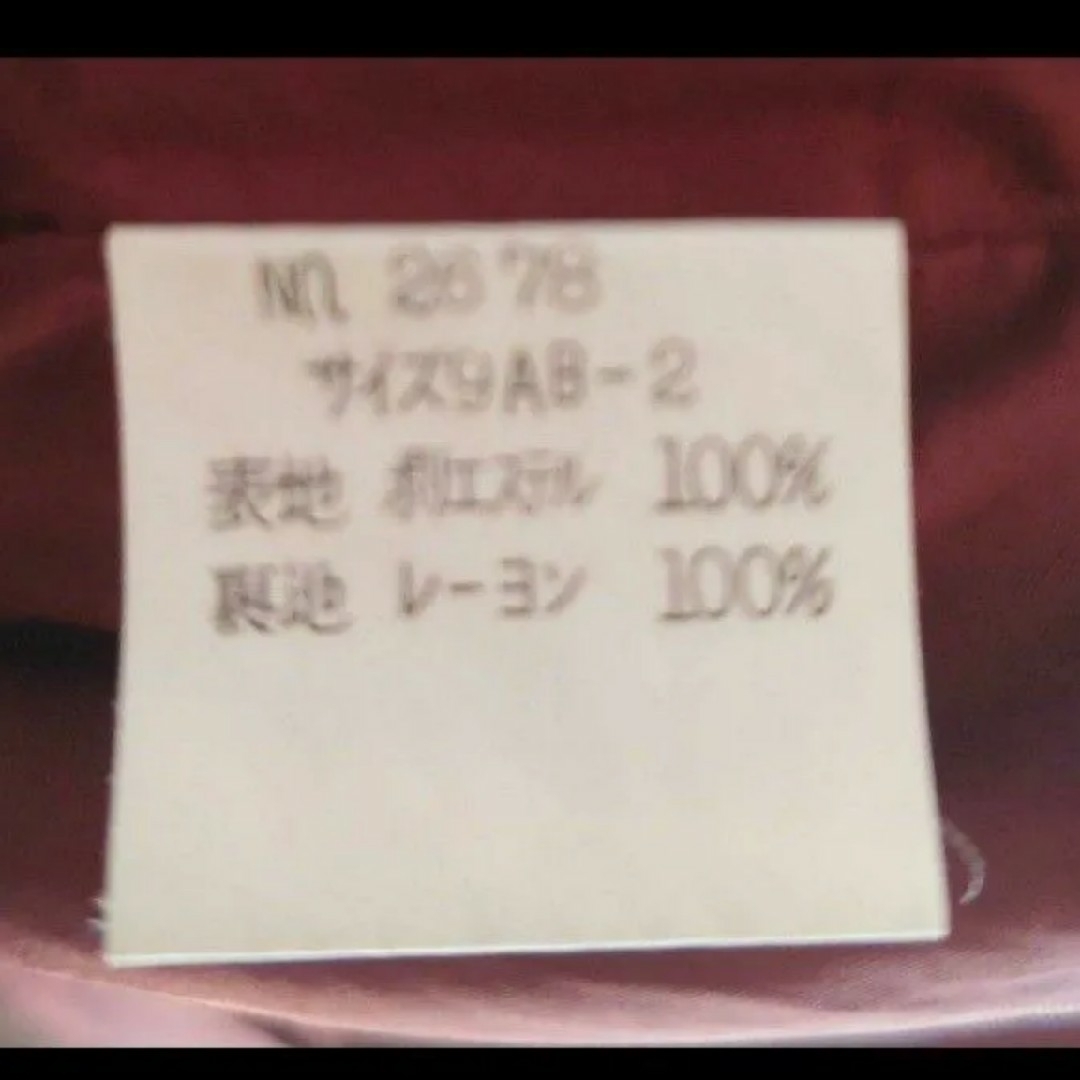 No. 2678
サイズ9AB-2
表地 ポリエステル 100%
裏地 レーヨン 100%